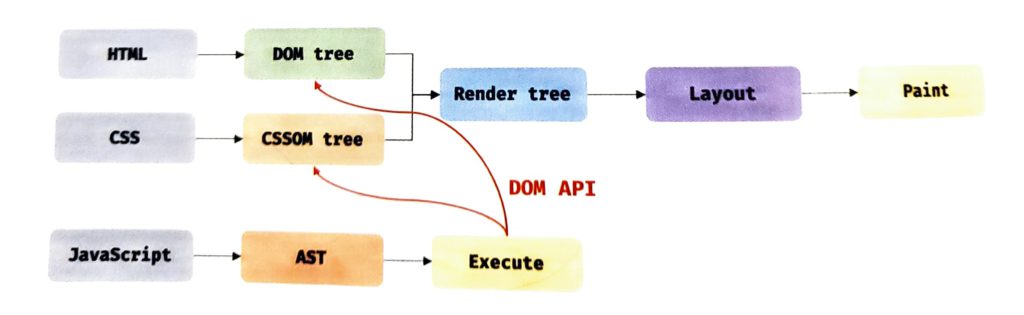 HTML
DOM tree
Render tree
Layout
Paint
CSS
CSSOM tree
DOM API
JavaScript
AST
Execute